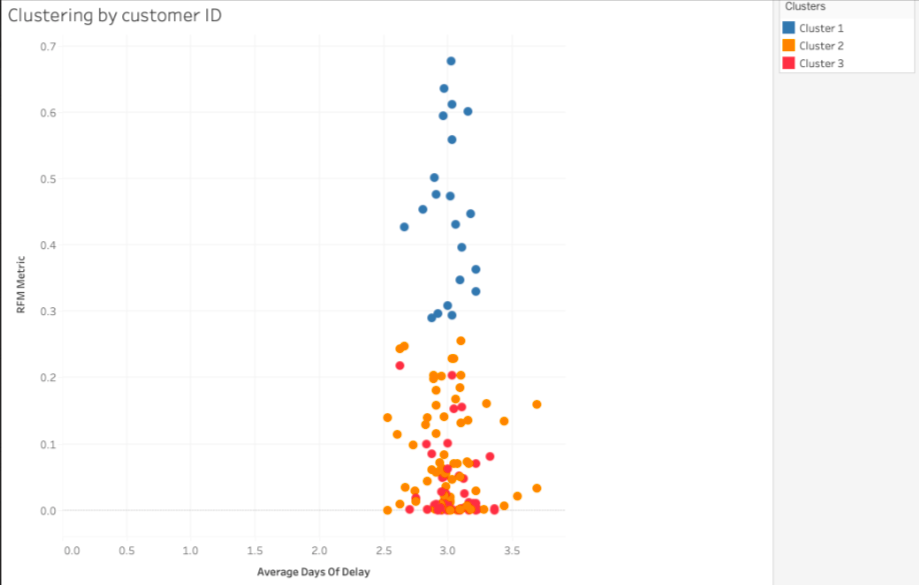 Clustering by customer ID
Clusters
Cluster 1
Cluster 2
Cluster 3
RFM Metric
0.7
0.6
0.5
0.4
0.3
0.2
0.1
0.0
0.0 0.5 1.0 1.5 2.0 2.5 3.0 3.5
Average Days Of Delay